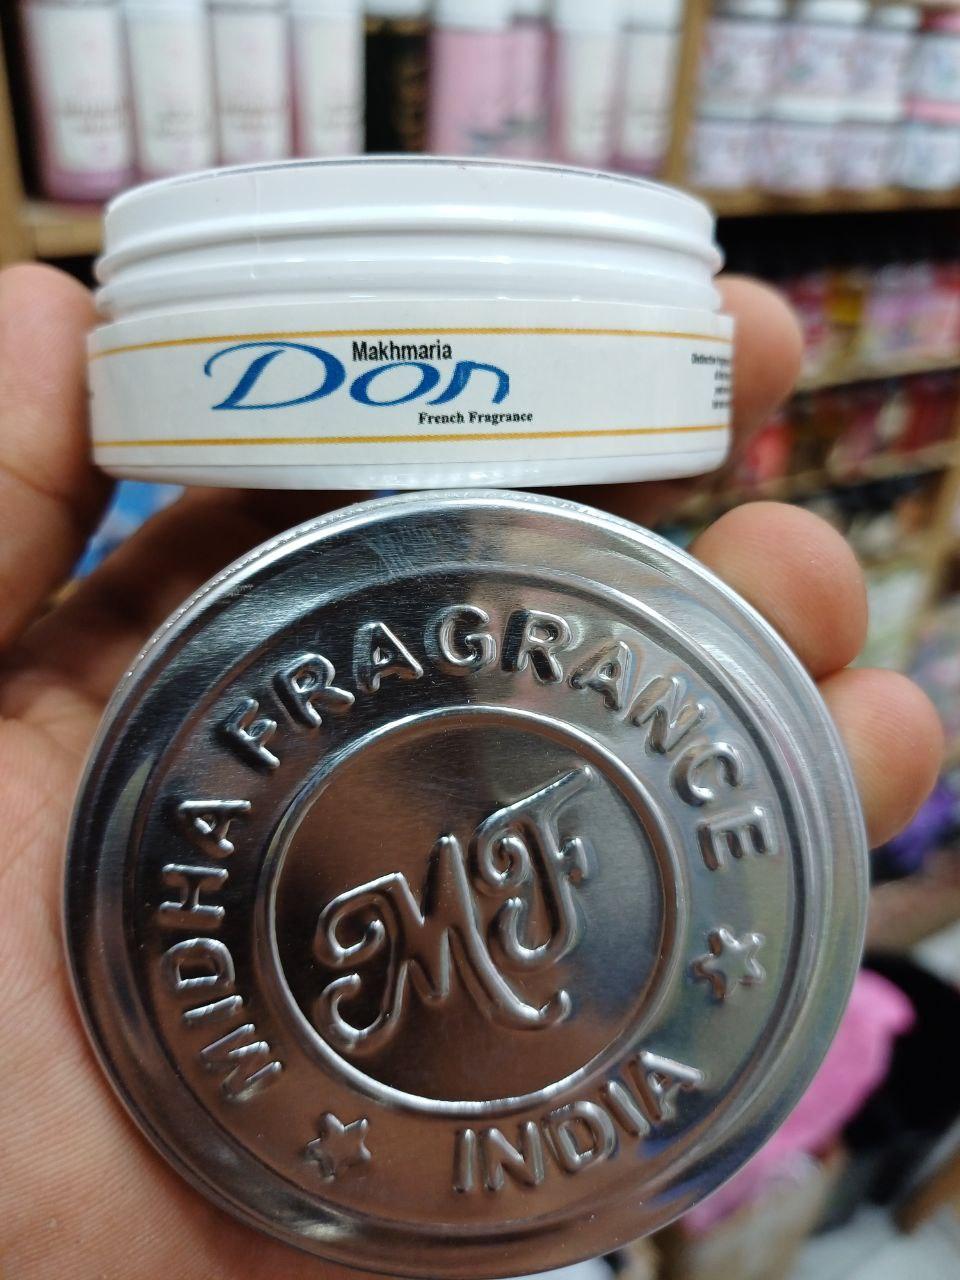 Makhmaria
Don
French Fragrance
MIDHA FRAGRANCE
MF
INDIA